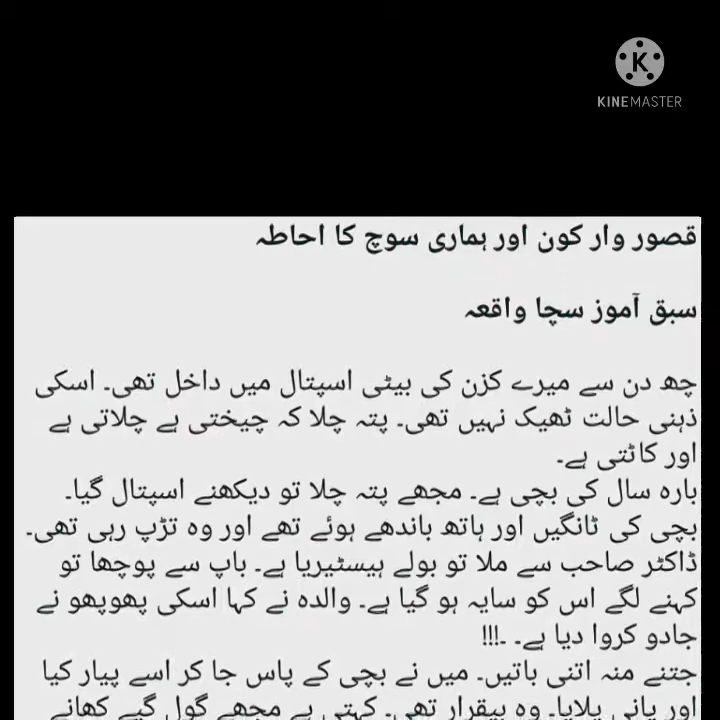 KINEMASTER
قصور وار کون اور ہماری سوچ کا احاطہ
سبق آموز سچا واقعہ
چھ دن سے میرے کزن کی بیٹی اسپتال میں داخل تھی۔ اسکی
ذہنی حالت ٹھیک نہیں تھی۔ پتہ چلا کہ چیختی ہے چلاتی ہے
اور کاٹتی ہے۔
بارہ سال کی بچی ہے۔ مجھے پتہ چلا تو دیکھنے اسپتال گیا۔
بچی کی ٹانگیں اور ہاتھ باندھے ہوئے تھے اور وہ تڑپ رہی تھی۔
ڈاکٹر صاحب سے ملا تو بولے ہیسٹیریا ہے۔ باپ سے پوچھا تو
کہنے لگے اس کو سایہ ہو گیا ہے۔ والدہ نے کہا اسکی پھوپھو نے
جادو کروا دیا ہے۔ ۔!!!
جتنے منہ اتنی باتیں۔ میں نے بچی کے پاس جا کر اسے پیار کیا
اور پانی پلایا۔ وہ بیقرار تھی۔ کہتی ہے مجھے گول گپے کھانے